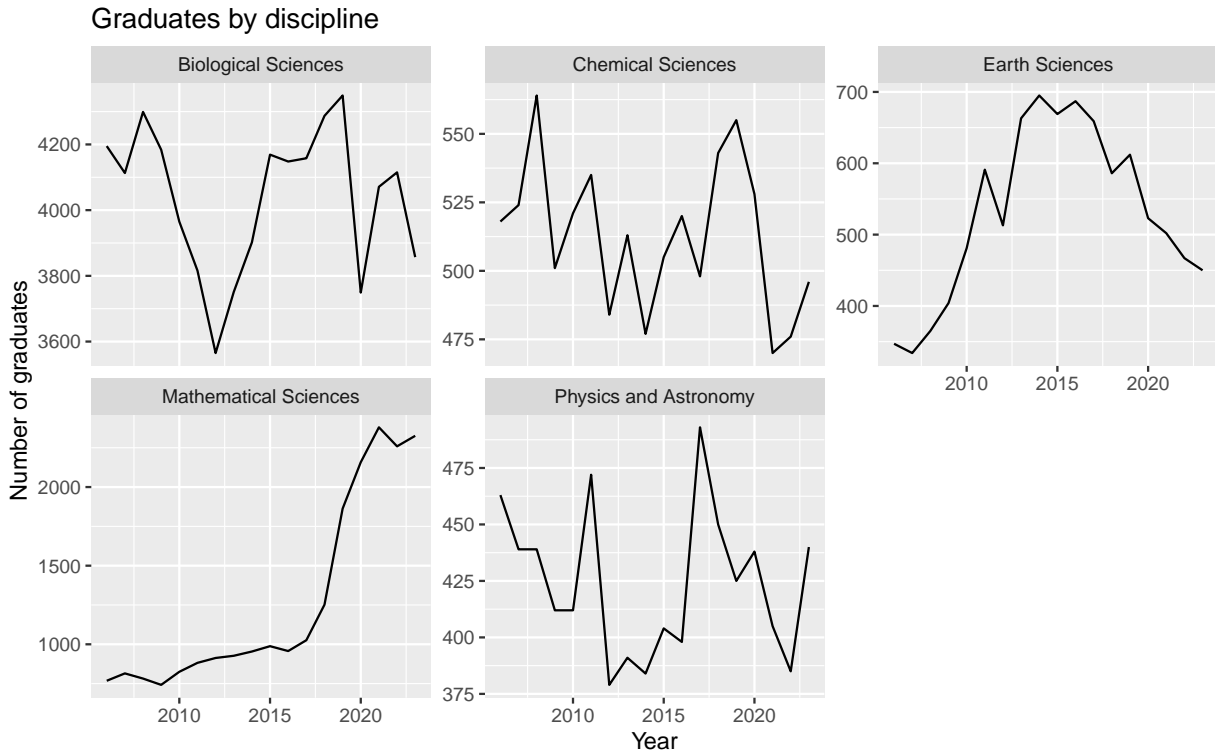 Graduates by discipline
Biological Sciences
Chemical Sciences
Earth Sciences
4200
4000
3800
3600
550
525
500
475
700
600
500
400
2010 2015 2020
Number of graduates
Mathematical Sciences
Physics and Astronomy
2000
1500
1000
475
450
425
400
375
2010 2015 2020
2010 2015 2020
Year